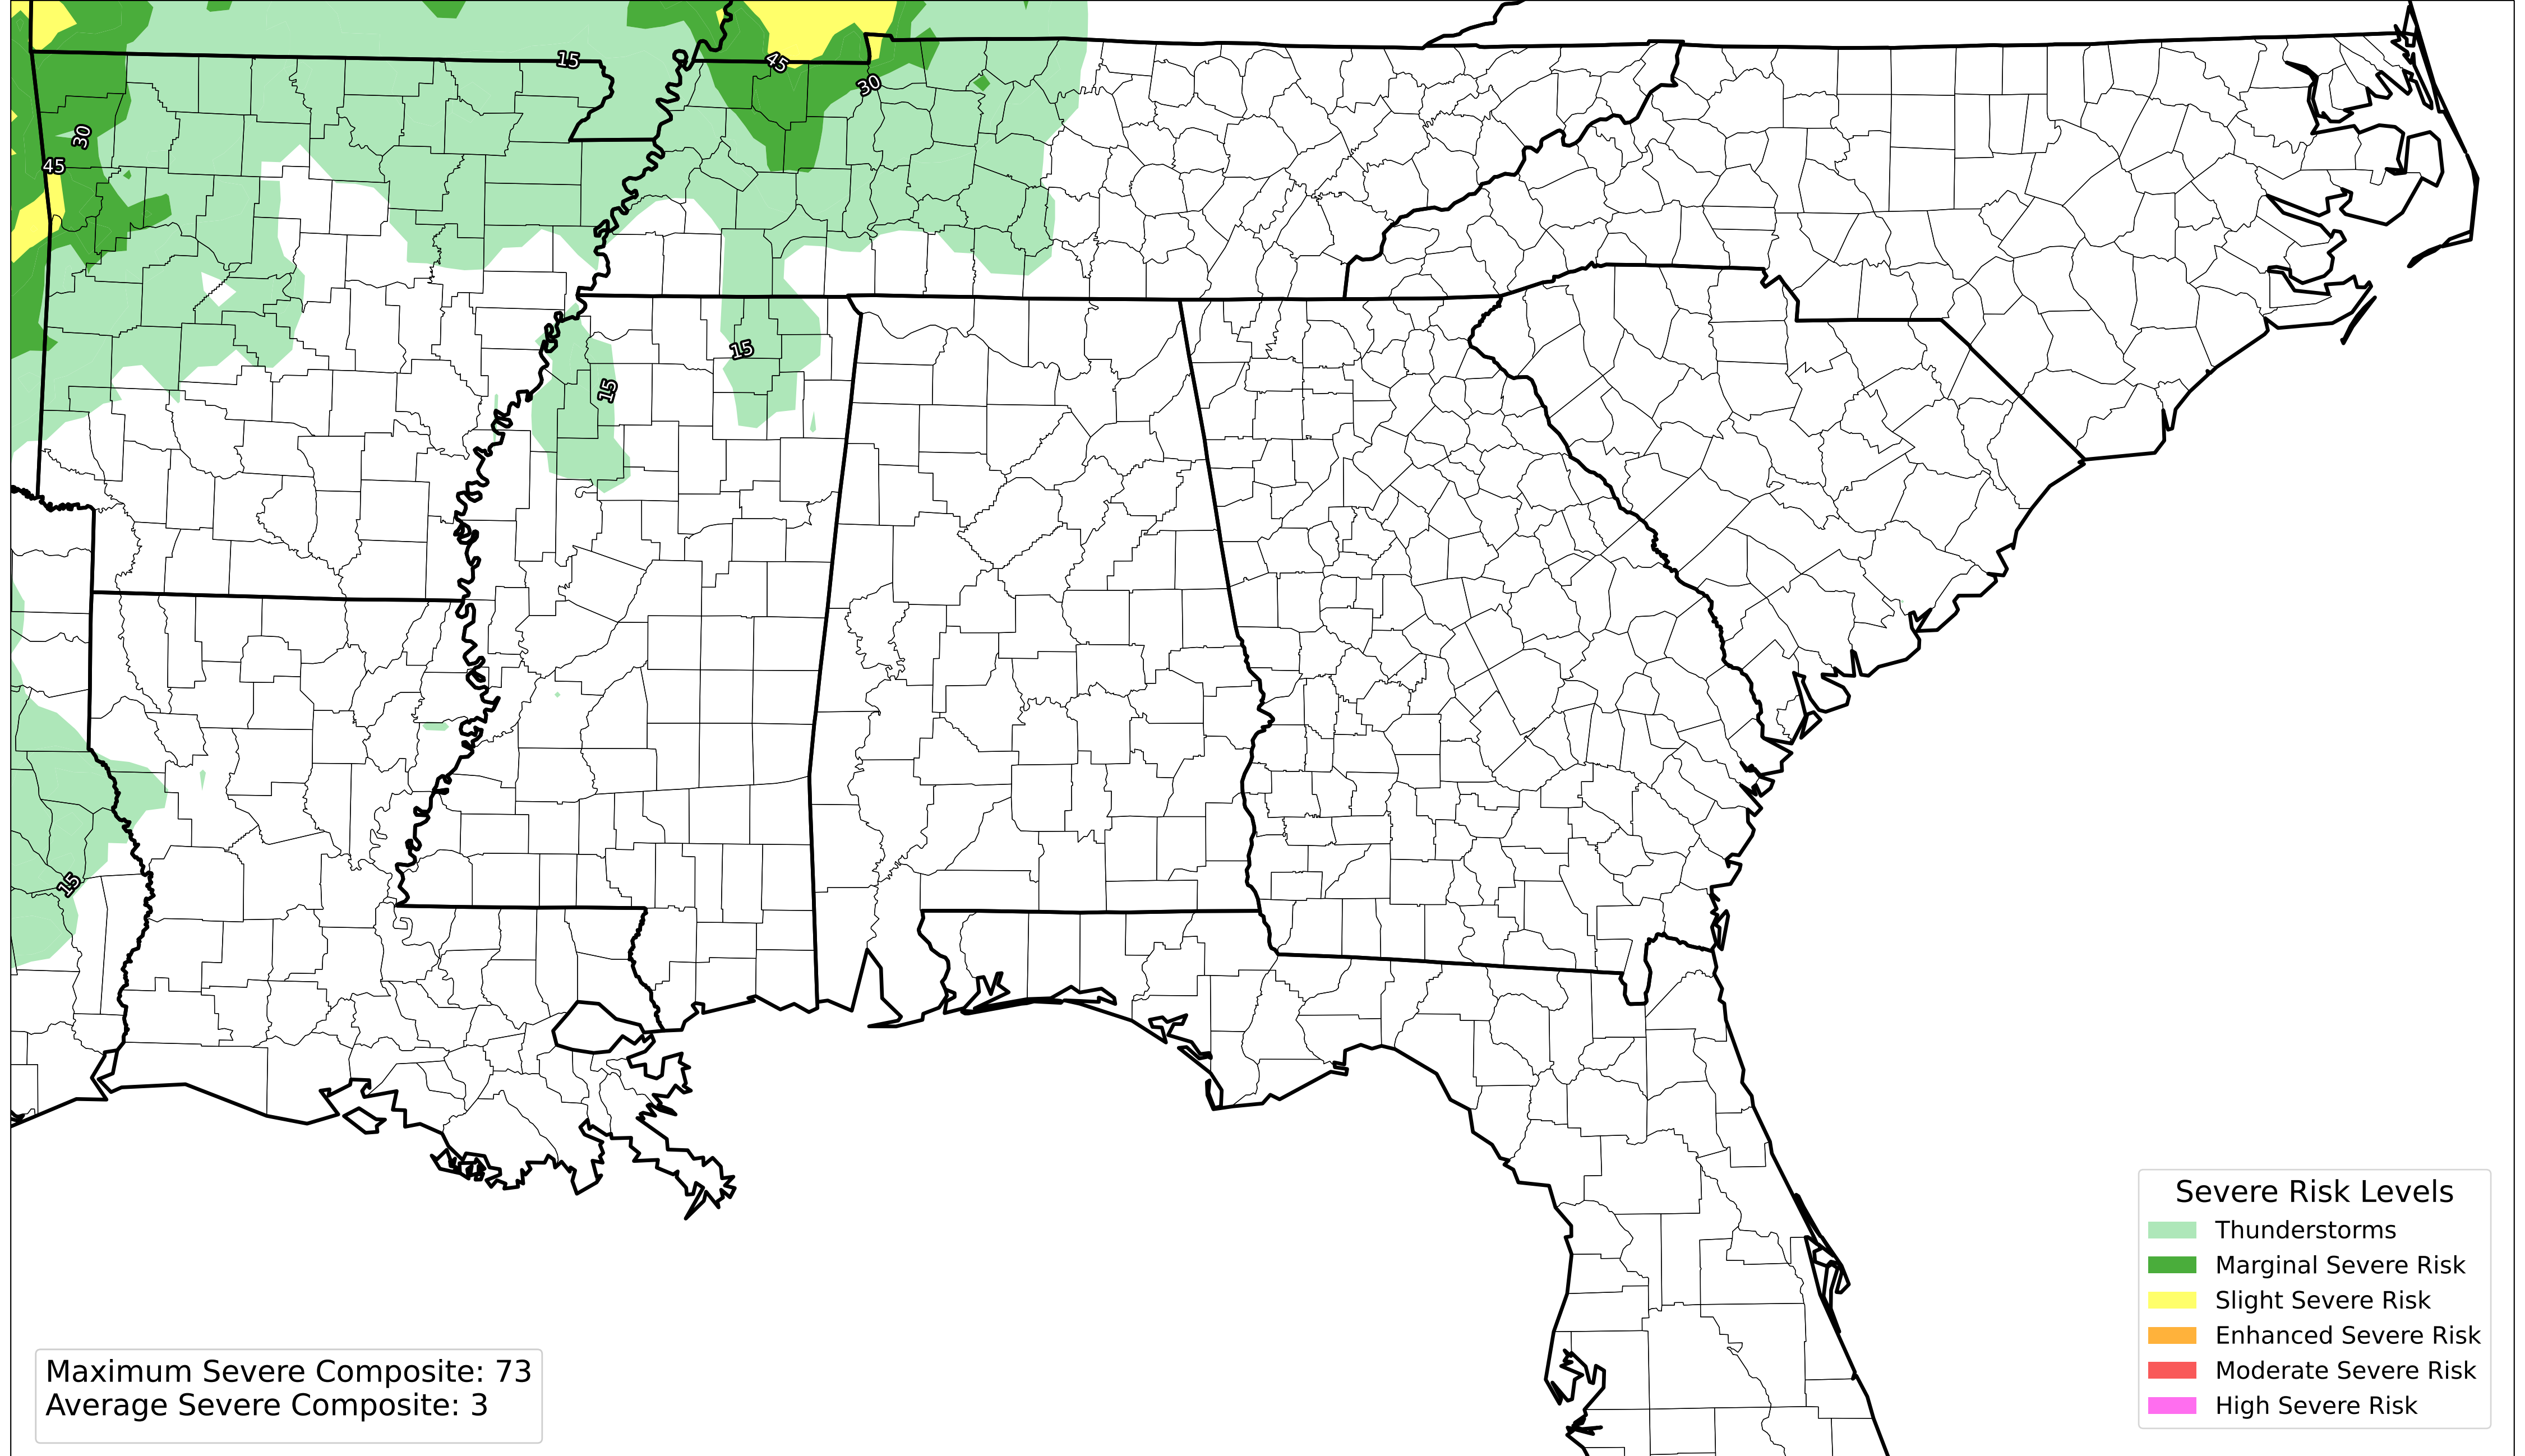 15
45
30
30
45
15
15
15
Severe Risk Levels
Thunderstorms
Marginal Severe Risk
Slight Severe Risk
Enhanced Severe Risk
Moderate Severe Risk
High Severe Risk
Maximum Severe Composite: 73
Average Severe Composite: 3